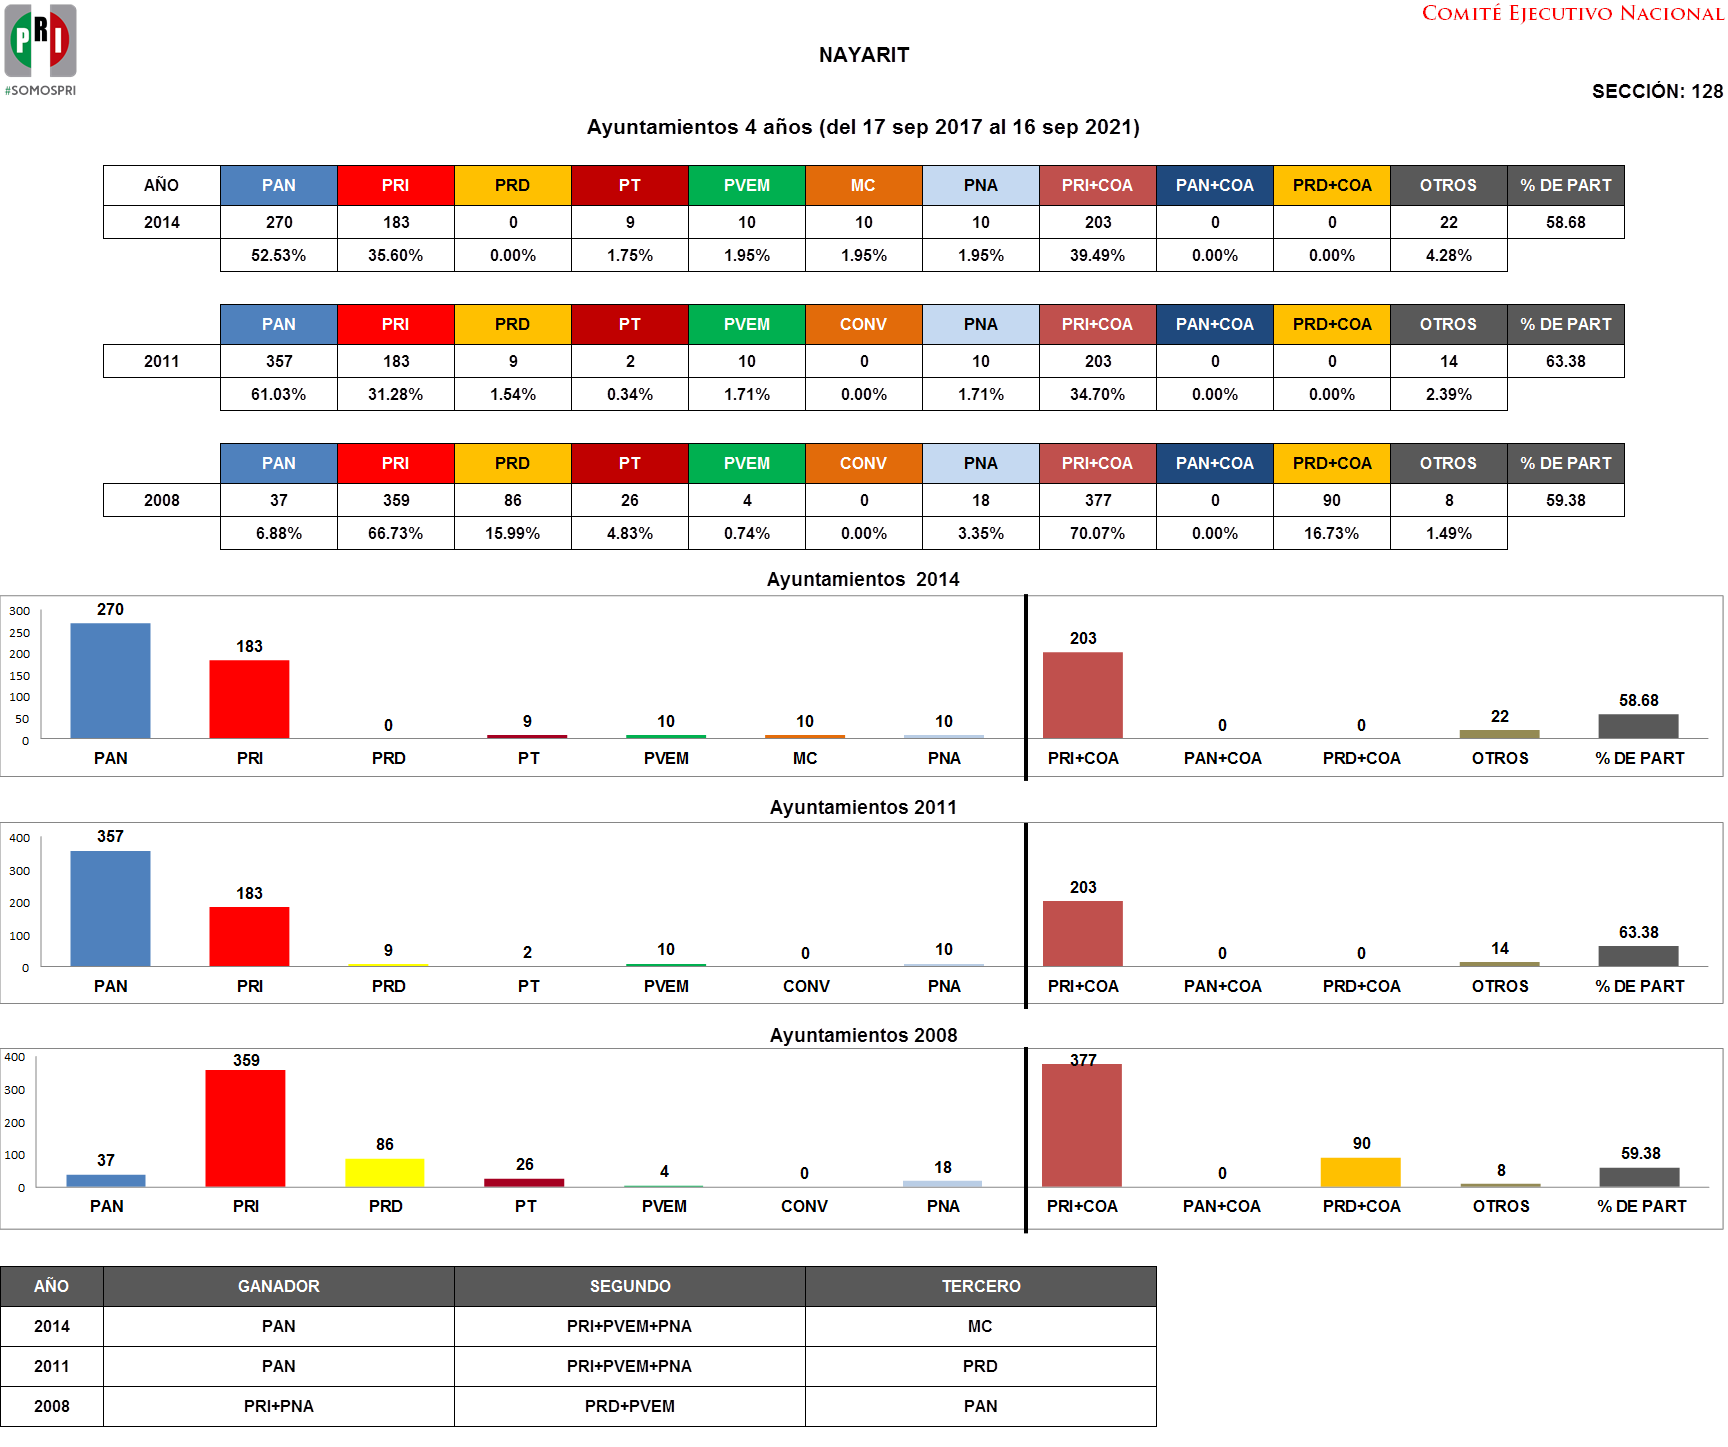 COMITÉ EJECUTIVO NACIONAL
PRI
#SOMOSPRI
NAYARIT
SECCIÓN: 128
Ayuntamientos 4 años (del 17 sep 2017 al 16 sep 2021)
AÑO PAN PRI PRD PT PVEM MC PNA PRI+COA PAN+COA PRD+COA OTROS % DE PART
2014 270 183 0 9 10 10 10 203 0 0 22 58.68
52.53% 35.60% 0.00% 1.75% 1.95% 1.95% 1.95% 39.49% 0.00% 0.00% 4.28%
PAN PRI PRD PT PVEM CONV PNA PRI+COA PAN+COA PRD+COA OTROS % DE PART
2011 357 183 9 2 10 0 10 203 0 0 14 63.38
61.03% 31.28% 1.54% 0.34% 1.71% 0.00% 1.71% 34.70% 0.00% 0.00% 2.39%
PAN PRI PRD PT PVEM CONV PNA PRI+COA PAN+COA PRD+COA OTROS % DE PART
2008 37 359 86 26 4 0 18 377 0 90 8 59.38
6.88% 66.73% 15.99% 4.83% 0.74% 0.00% 3.35% 70.07% 0.00% 16.73% 1.49%
Ayuntamientos 2014
300
250
200
150
100
50
0
270 183 0 9 10 10 10 203 0 0 22 58.68
PAN PRI PRD PT PVEM MC PNA PRI+COA PAN+COA PRD+COA OTROS % DE PART
Ayuntamientos 2011
400
300
200
100
0
357 183 9 2 10 0 10 203 0 0 14 63.38
PAN PRI PRD PT PVEM CONV PNA PRI+COA PAN+COA PRD+COA OTROS % DE PART
Ayuntamientos 2008
400
300
200
100
0
37 359 86 26 4 0 18 377 0 90 8 59.38
PAN PRI PRD PT PVEM CONV PNA PRI+COA PAN+COA PRD+COA OTROS % DE PART
AÑO GANADOR SEGUNDO TERCERO
2014 PAN PRI+PVEM+PNA MC
2011 PAN PRI+PVEM+PNA PRD
2008 PRI+PNA PRD+PVEM PAN